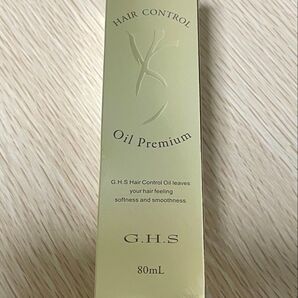 HAIR CONTROL
Oil Premium
G.H.S Hair Control Oil leaves
your hair feeling
softness and smoothness
G.H.S
80mL